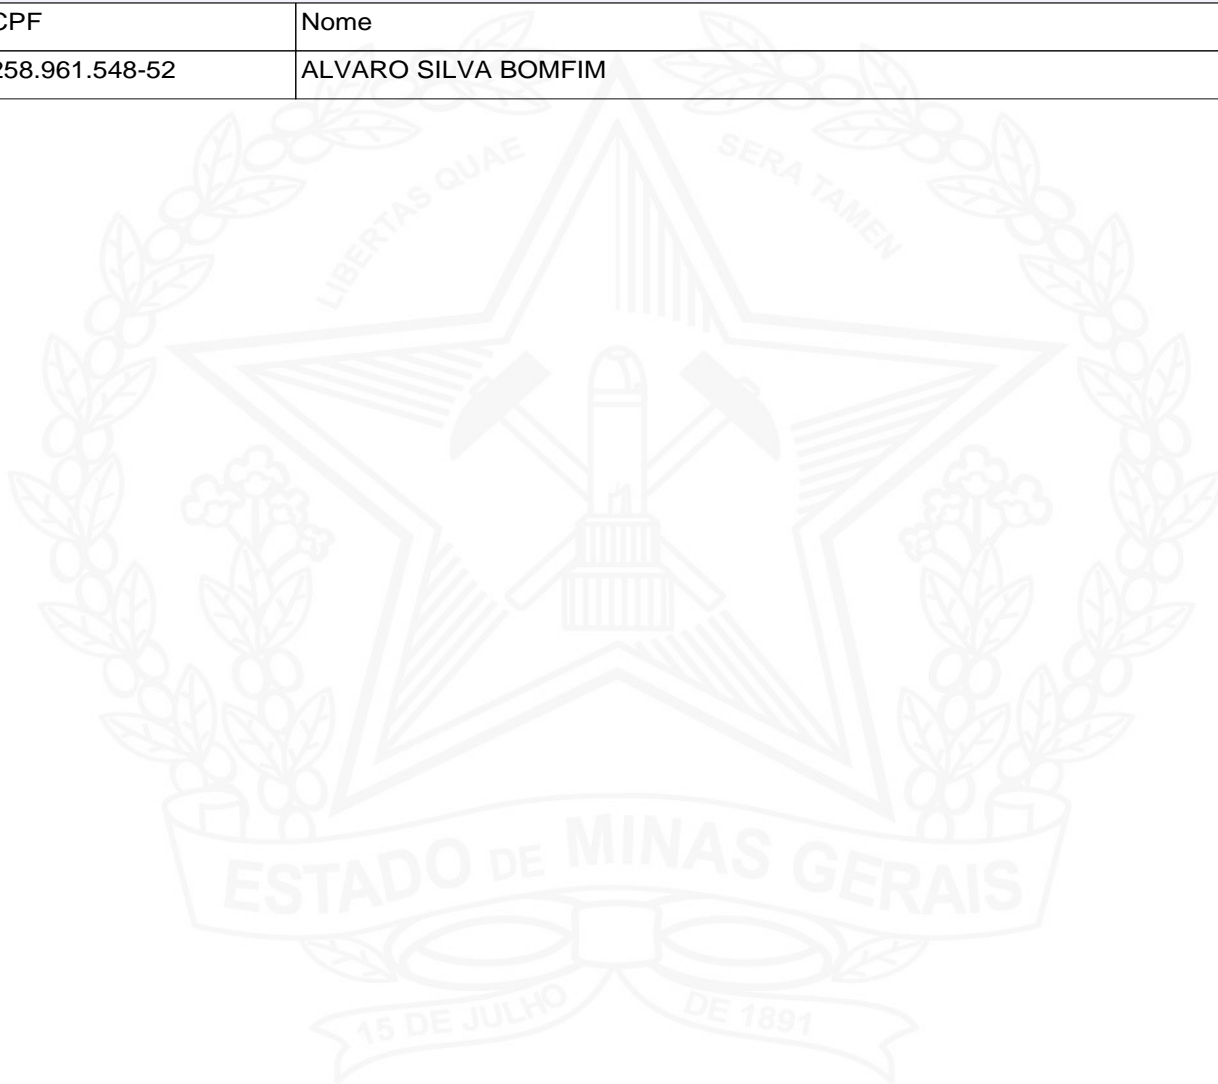 CPF Nome
258.961.548-52 ALVARO SILVA BOMFIM
LIBERTAS QUAE SERA TAMEN
ESTADO DE MINAS GERAIS
15 DE JULHO DE 1891